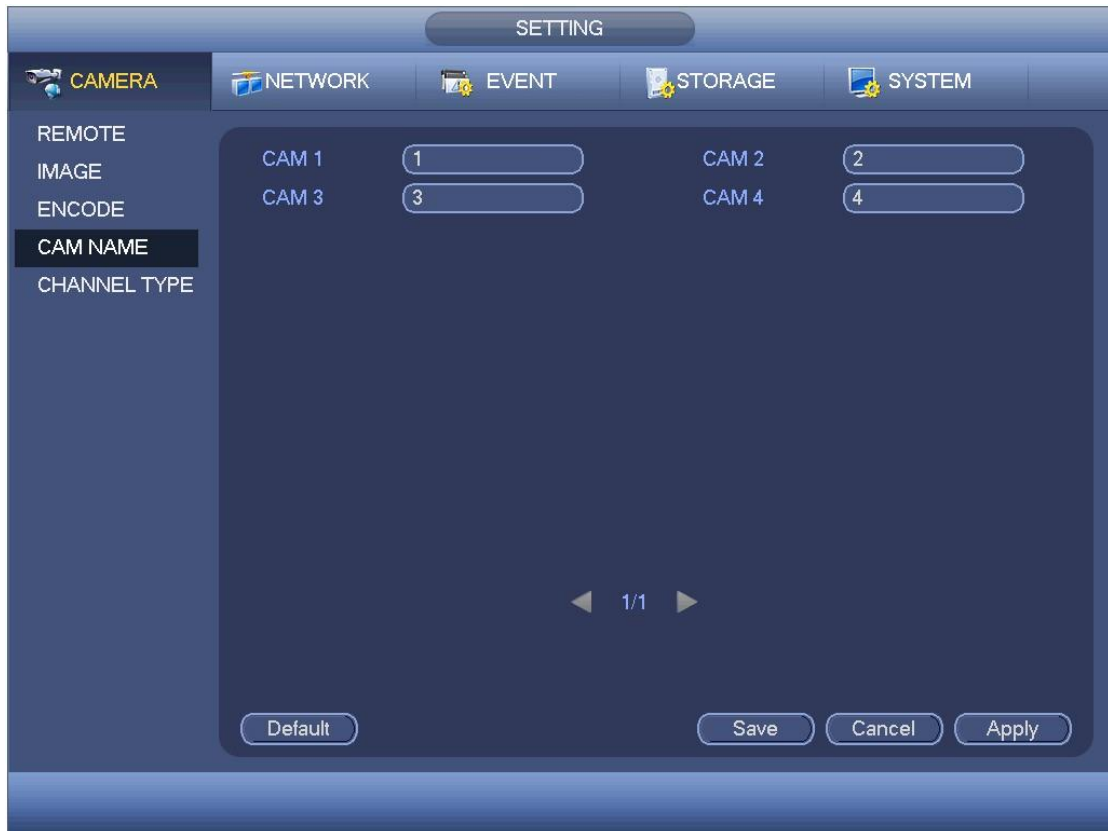 SETTING
CAMERA NETWORK EVENT STORAGE SYSTEM
REMOTE
IMAGE
ENCODE
CAM NAME
CHANNEL TYPE
CAM 1 1 CAM 2 2
CAM 3 3 CAM 4 4
1/1
Default Save Cancel Apply